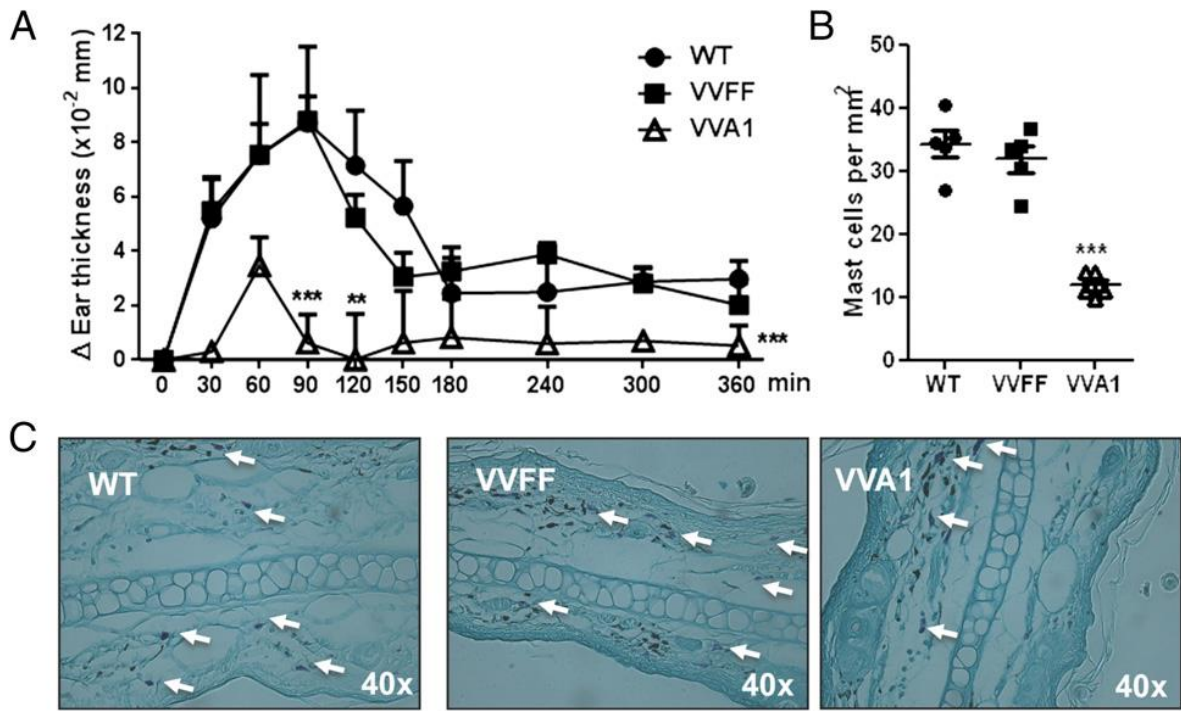 A
Δ Ear thickness (x10⁻² mm)
12
10
8
6
4
2
0
WT
VVFF
VVA1
***
**
***
0 30 60 90 120 150 180 240 300 360 min
B
Mast cells per mm²
50
40
30
20
10
0
***
WT VVFF VVA1
C
WT
40x
VVFF
40x
VVA1
40x